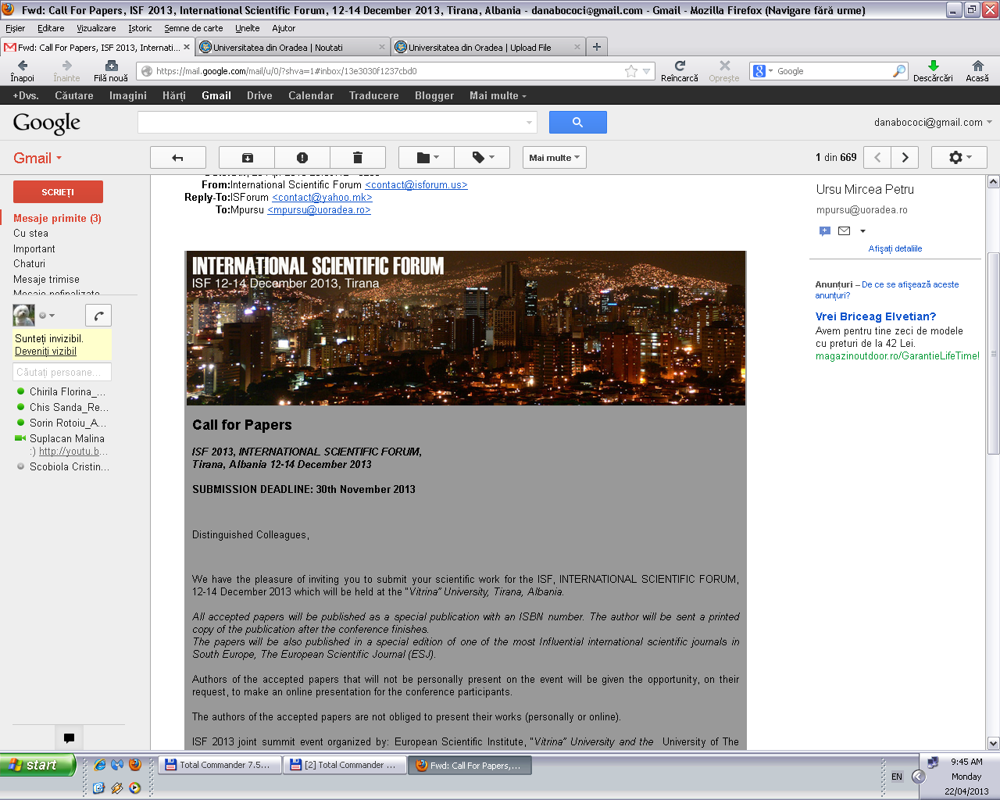 Fwd: Call For Papers, ISF 2013, International Scientific Forum, 12-14 December 2013, Tirana, Albania - danabococi@gmail.com - Gmail - Mozilla Firefox (Navigare fără urme)
Fișier Editare Vizualizare Istoric Semne de carte Unelte Ajutor
Fwd: Call For Papers, ISF 2013, Internati...
Universitatea din Oradea | Noutati
Universitatea din Oradea | Upload File
https://mail.google.com/mail/u/0/?shva=1#inbox/13e3030f1237cbd0
Google
Înapoi Înainte Filă nouă Reîncarcă Oprește Descărcări Acasă
+Dvs. Căutare Imagini Hărți Gmail Drive Calendar Traducere Blogger Mai multe
Google
danabococi@gmail.com
Gmail
Mai multe
1 din 669
SCRIEȚI
Mesaje primite (3)
Cu stea
Important
Chaturi
Mesaje trimise
Mesaje nefinalizate
Sunteți invizibil.
Deveniți vizibil
Căutați persoane...
Chirila Florina_...
Chis Sanda_Re...
Sorin Rotoiu_A...
Suplacan Malina
:) http://youtu.b...
Scobiola Cristin...
From:International Scientific Forum <contact@isforum.us>
Reply-To:ISForum <contact@yahoo.mk>
To:Mpursu <mpursu@uoradea.ro>
INTERNATIONAL SCIENTIFIC FORUM
ISF 12-14 December 2013, Tirana
Call for Papers
ISF 2013, INTERNATIONAL SCIENTIFIC FORUM,
Tirana, Albania 12-14 December 2013
SUBMISSION DEADLINE: 30th November 2013
Distinguished Colleagues,
We have the pleasure of inviting you to submit your scientific work for the ISF, INTERNATIONAL SCIENTIFIC FORUM,
12-14 December 2013 which will be held at the "Vitrina" University, Tirana, Albania.
All accepted papers will be published as a special publication with an ISBN number. The author will be sent a printed
copy of the publication after the conference finishes.
The papers will be also published in a special edition of one of the most Influential international scientific journals in
South Europe, The European Scientific Journal (ESJ).
Authors of the accepted papers that will not be personally present on the event will be given the opportunity, on their
request, to make an online presentation for the conference participants.
The authors of the accepted papers are not obliged to present their works (personally or online).
ISF 2013 joint summit event organized by: European Scientific Institute, "Vitrina" University and the University of The
Ursu Mircea Petru
mpursu@uoradea.ro
Afișați detaliile
Anunțuri – De ce se afișează aceste
anunțuri?
Vrei Briceag Elvetian?
Avem pentru tine zeci de modele
cu preturi de la 42 Lei.
magazinoutdoor.ro/GarantieLifeTime!
start
Total Commander 7.5...
[2] Total Commander ...
Fwd: Call For Papers,...
EN
9:45 AM
Monday
22/04/2013